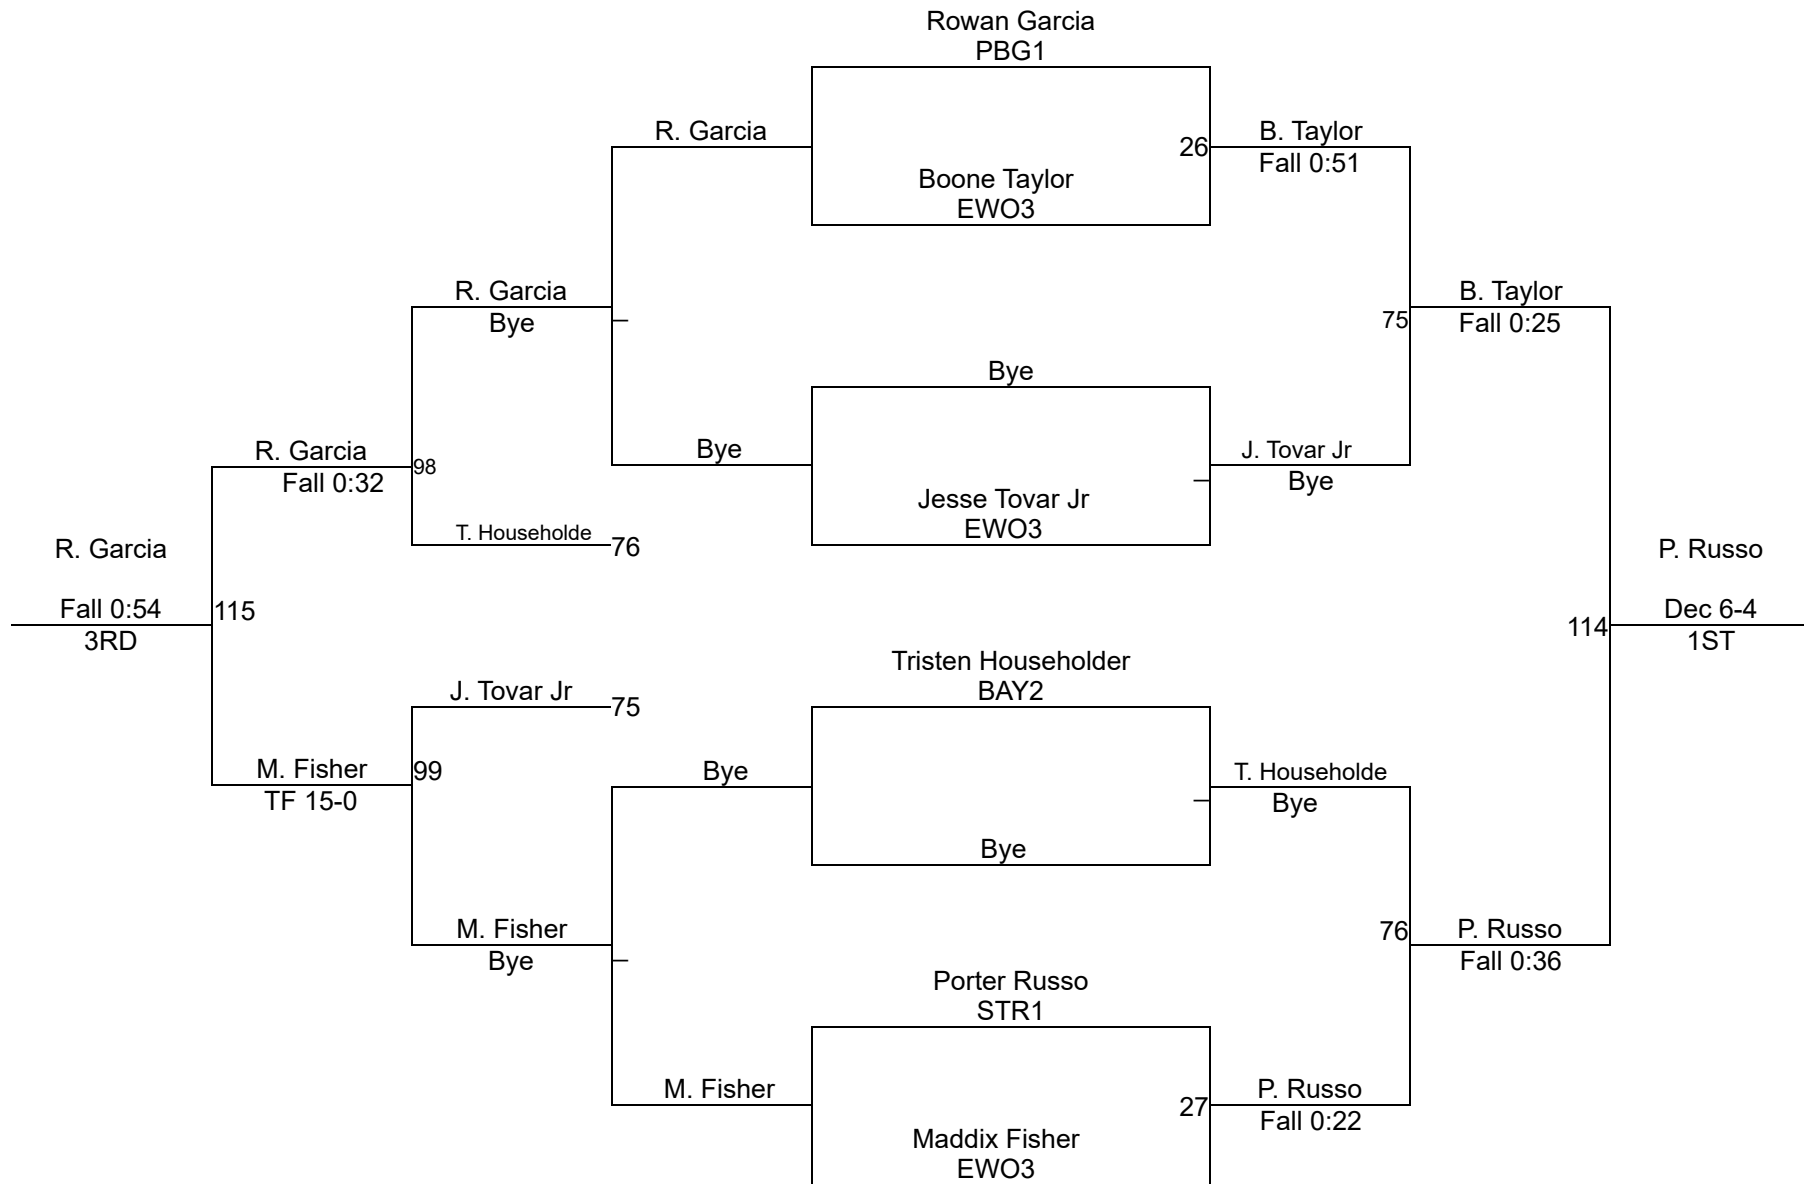 Rowan Garcia
PBG1
R. Garcia
26
B. Taylor
Fall 0:51
Boone Taylor
EWO3
R. Garcia
Bye
75
B. Taylor
Fall 0:25
Bye
Bye
J. Tovar Jr
Bye
R. Garcia
Fall 0:32
98
Jesse Tovar Jr
EWO3
T. Householde
76
R. Garcia
Fall 0:54
3RD
115
P. Russo
Dec 6-4
1ST
114
Tristen Householder
BAY2
J. Tovar Jr
75
M. Fisher
TF 15-0
99
Bye
T. Householde
Bye
Bye
M. Fisher
Bye
76
P. Russo
Fall 0:36
Porter Russo
STR1
M. Fisher
27
P. Russo
Fall 0:22
Maddix Fisher
EWO3